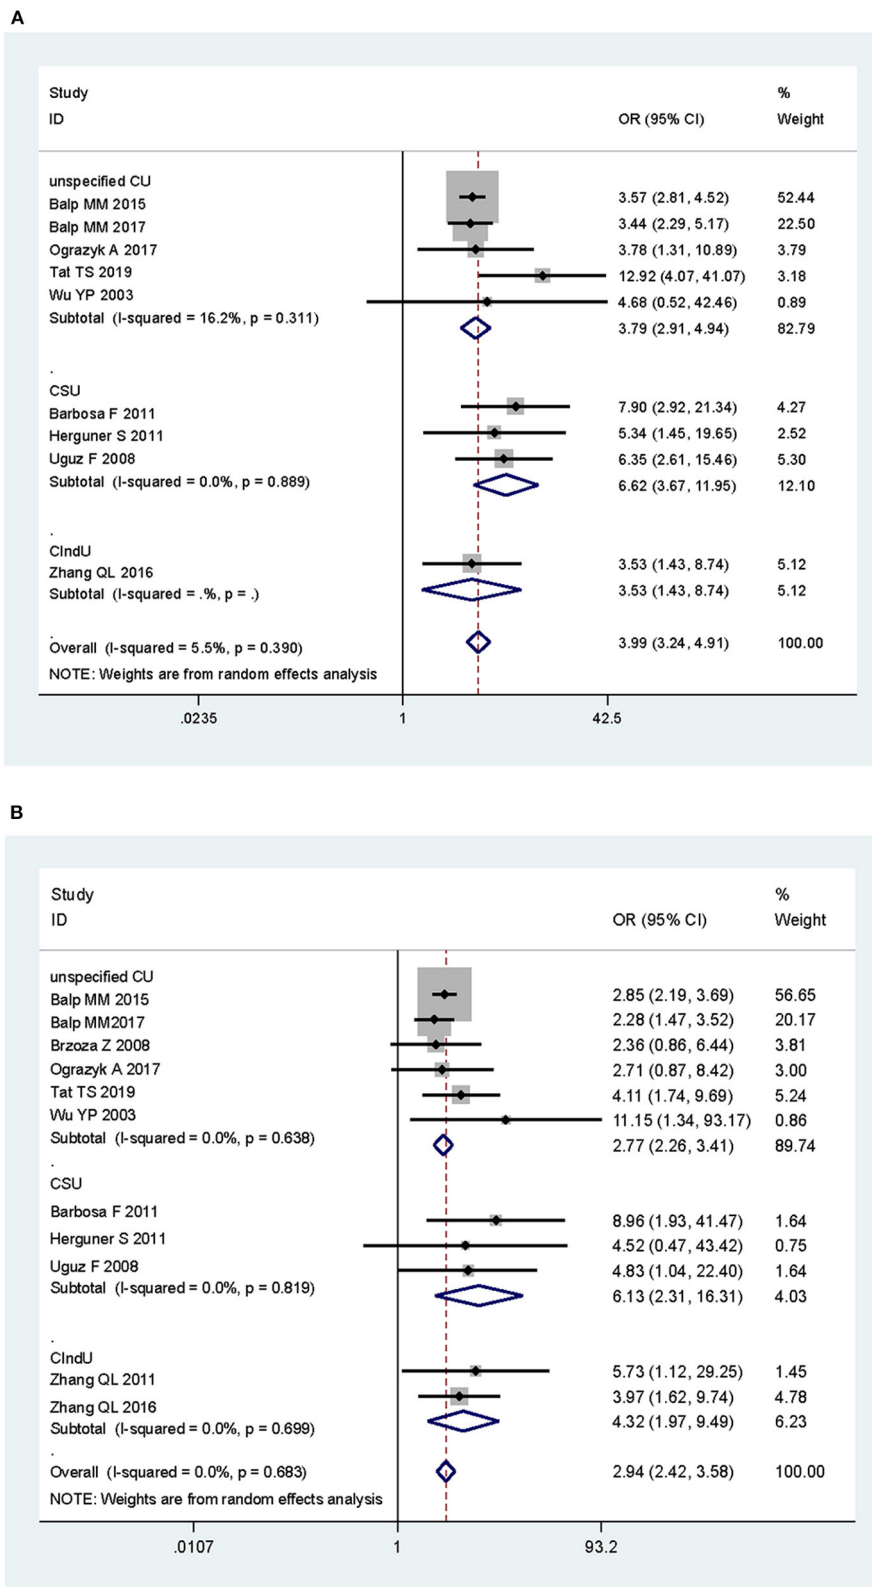 A
Study %
ID OR (95% CI) Weight
unspecified CU
Balp MM 2015 3.57 (2.81, 4.52) 52.44
Balp MM 2017 3.44 (2.29, 5.17) 22.50
Ograzyk A 2017 3.78 (1.31, 10.89) 3.79
Tat TS 2019 12.92 (4.07, 41.07) 3.18
Wu YP 2003 4.68 (0.52, 42.46) 0.89
Subtotal (I-squared = 16.2%, p = 0.311) 3.79 (2.91, 4.94) 82.79
.
CSU
Barbosa F 2011 7.90 (2.92, 21.34) 4.27
Herguner S 2011 5.34 (1.45, 19.65) 2.52
Uguz F 2008 6.35 (2.61, 15.46) 5.30
Subtotal (I-squared = 0.0%, p = 0.889) 6.62 (3.67, 11.95) 12.10
.
CIndU
Zhang QL 2016 3.53 (1.43, 8.74) 5.12
Subtotal (I-squared = .%, p = .) 3.53 (1.43, 8.74) 5.12
.
Overall (I-squared = 5.5%, p = 0.390) 3.99 (3.24, 4.91) 100.00
NOTE: Weights are from random effects analysis
.0235 1 42.5
B
Study %
ID OR (95% CI) Weight
unspecified CU
Balp MM 2015 2.85 (2.19, 3.69) 56.65
Balp MM2017 2.28 (1.47, 3.52) 20.17
Brzoza Z 2008 2.36 (0.86, 6.44) 3.81
Ograzyk A 2017 2.71 (0.87, 8.42) 3.00
Tat TS 2019 4.11 (1.74, 9.69) 5.24
Wu YP 2003 11.15 (1.34, 93.17) 0.86
Subtotal (I-squared = 0.0%, p = 0.638) 2.77 (2.26, 3.41) 89.74
.
CSU
Barbosa F 2011 8.96 (1.93, 41.47) 1.64
Herguner S 2011 4.52 (0.47, 43.42) 0.75
Uguz F 2008 4.83 (1.04, 22.40) 1.64
Subtotal (I-squared = 0.0%, p = 0.819) 6.13 (2.31, 16.31) 4.03
.
CIndU
Zhang QL 2011 5.73 (1.12, 29.25) 1.45
Zhang QL 2016 3.97 (1.62, 9.74) 4.78
Subtotal (I-squared = 0.0%, p = 0.699) 4.32 (1.97, 9.49) 6.23
.
Overall (I-squared = 0.0%, p = 0.683) 2.94 (2.42, 3.58) 100.00
NOTE: Weights are from random effects analysis
.0107 1 93.2